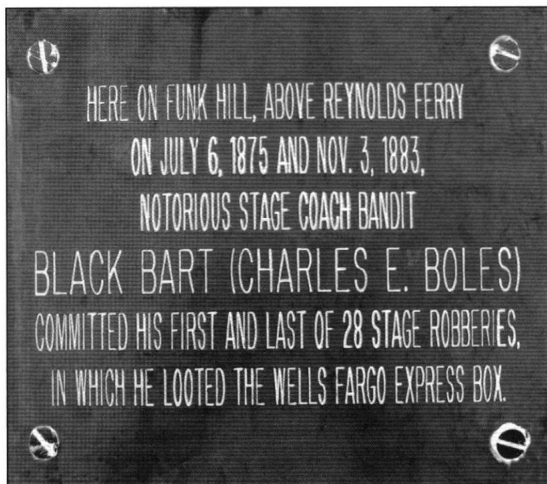 HERE ON FUNK HILL, ABOVE REYNOLDS FERRY
ON JULY 6, 1875 AND NOV. 3, 1883,
NOTORIOUS STAGE COACH BANDIT
BLACK BART (CHARLES E. BOLES)
COMMITTED HIS FIRST AND LAST OF 28 STAGE ROBBERIES,
IN WHICH HE LOOTED THE WELLS FARGO EXPRESS BOX.